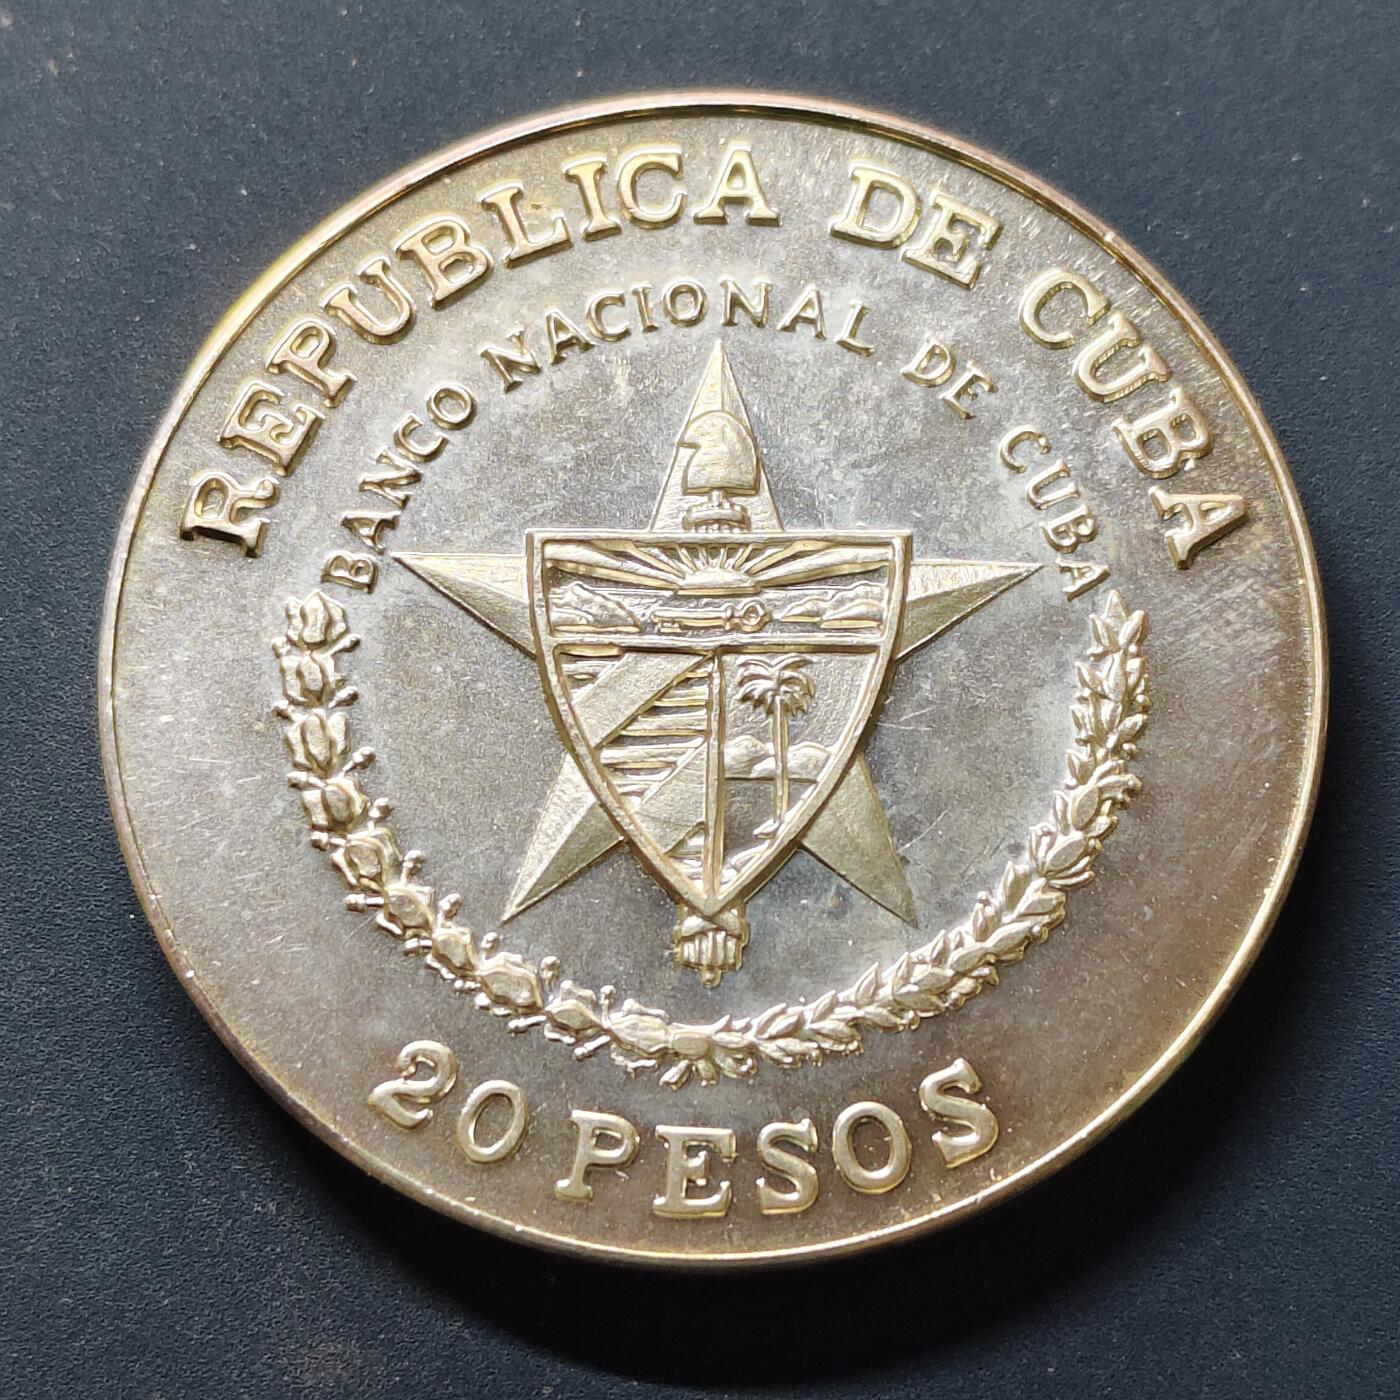 REPUBLICA DE CUBA
BANCO NACIONAL DE CUBA
20 PESOS